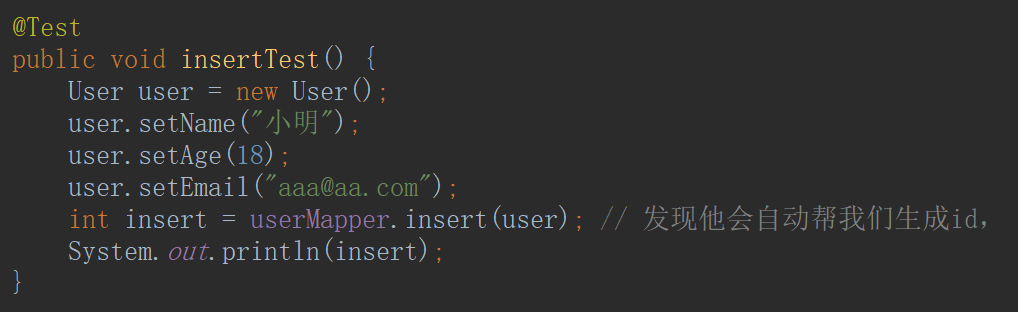 @Test
public void insertTest() {
    User user = new User();
    user.setName("小明");
    user.setAge(18);
    user.setEmail("aaa@aa.com");
    int insert = userMapper.insert(user); // 发现他会自动帮我们生成id,
    System.out.println(insert);
}